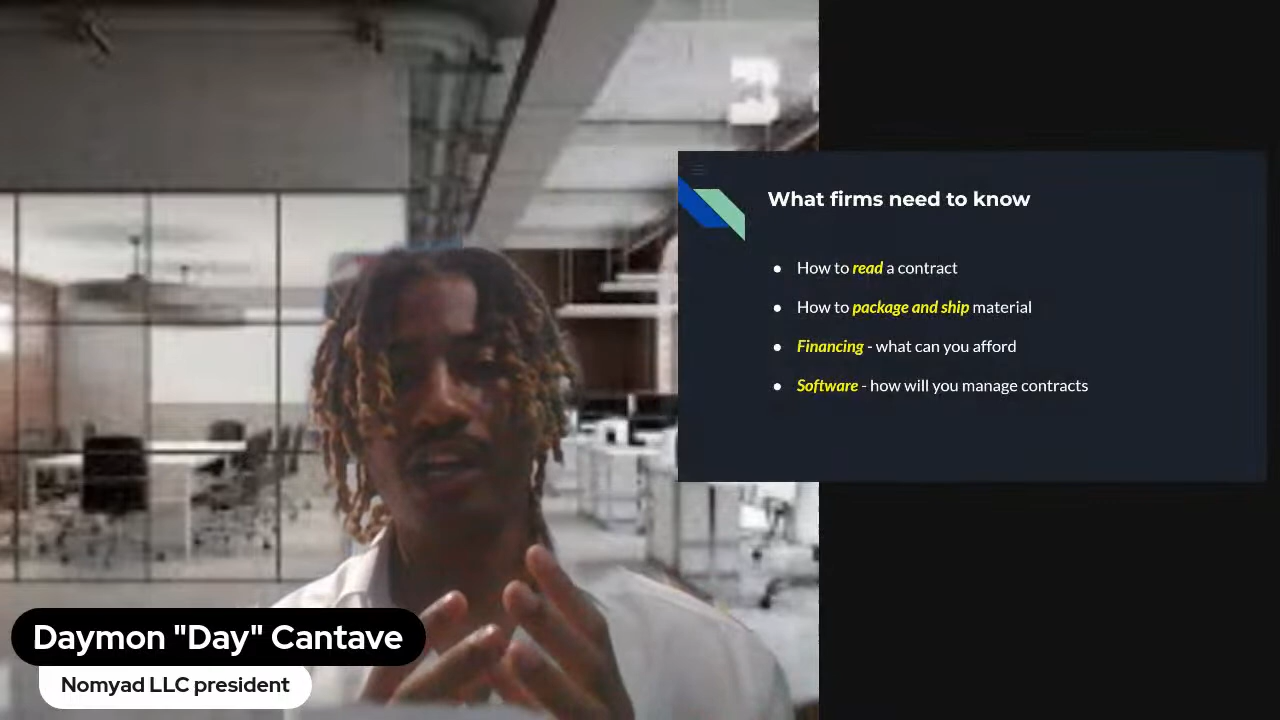 What firms need to know
● How to read a contract
● How to package and ship material
● Financing - what can you afford
● Software - how will you manage contracts
Daymon "Day" Cantave
Nomyad LLC president